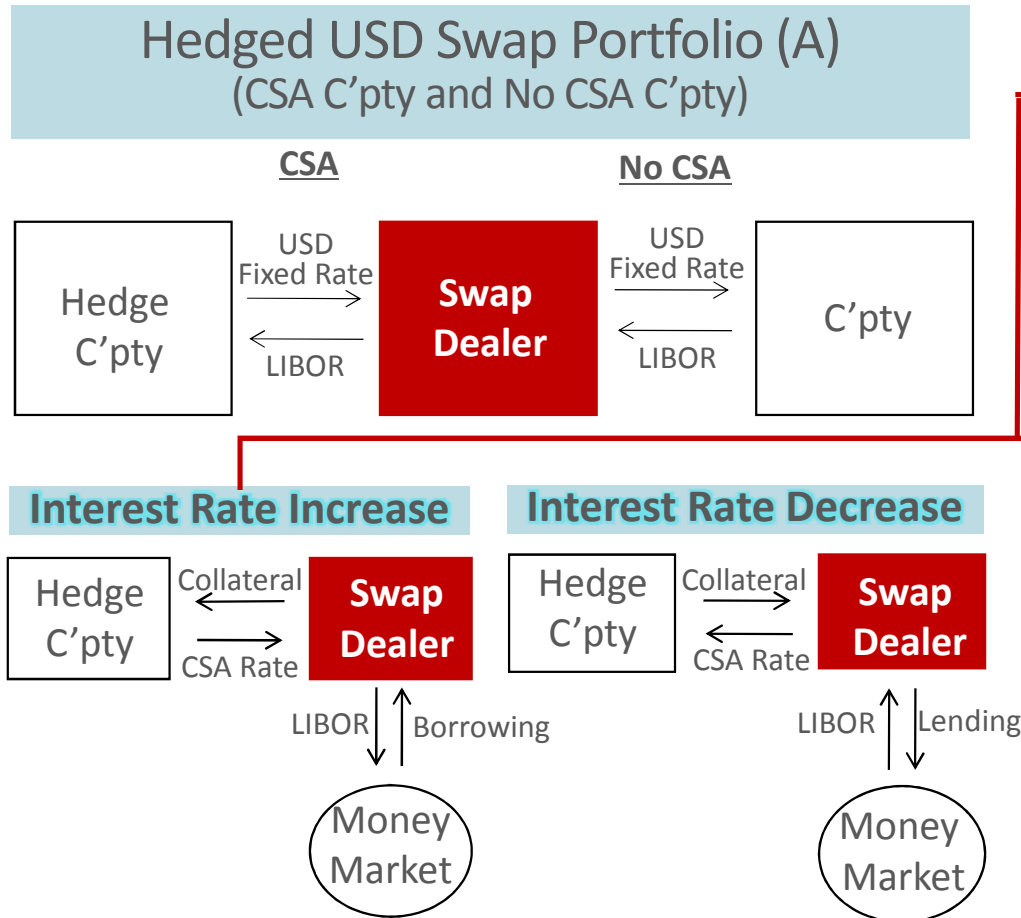 Hedged USD Swap Portfolio (A)
(CSA C'pty and No CSA C'pty)
CSA
No CSA
Hedge
C'pty
USD
Fixed Rate
LIBOR
Swap
Dealer
USD
Fixed Rate
LIBOR
C'pty
Interest Rate Increase
Hedge
C'pty
Collateral
CSA Rate
Swap
Dealer
LIBOR
Borrowing
Money
Market
Interest Rate Decrease
Hedge
C'pty
Collateral
CSA Rate
Swap
Dealer
LIBOR
Lending
Money
Market